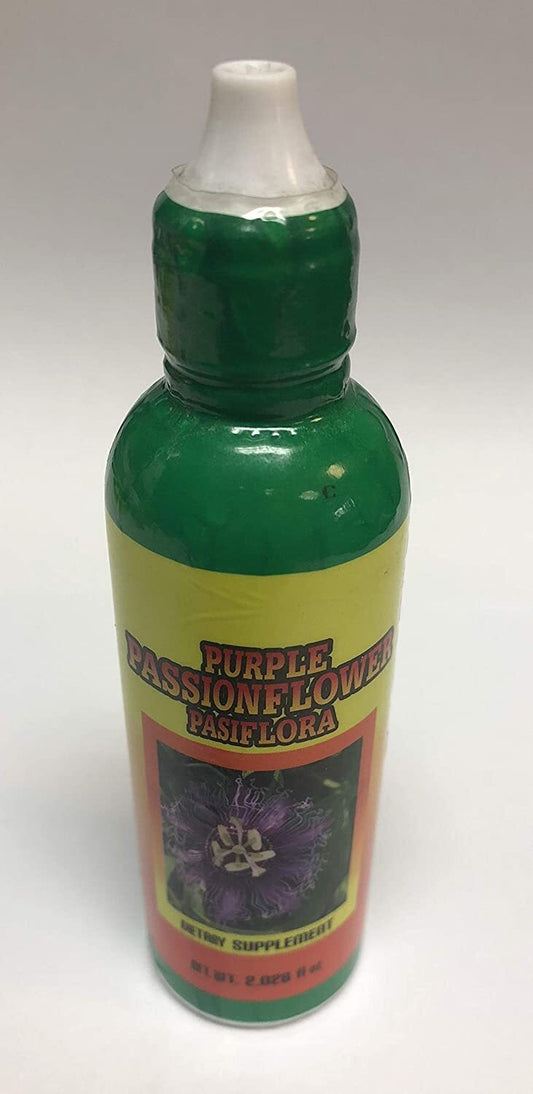 C
PURPLE
PASSIONFLOWER
PASIFLORA
DIETARY SUPPLEMENT
NET WT. 2.028 fl oz